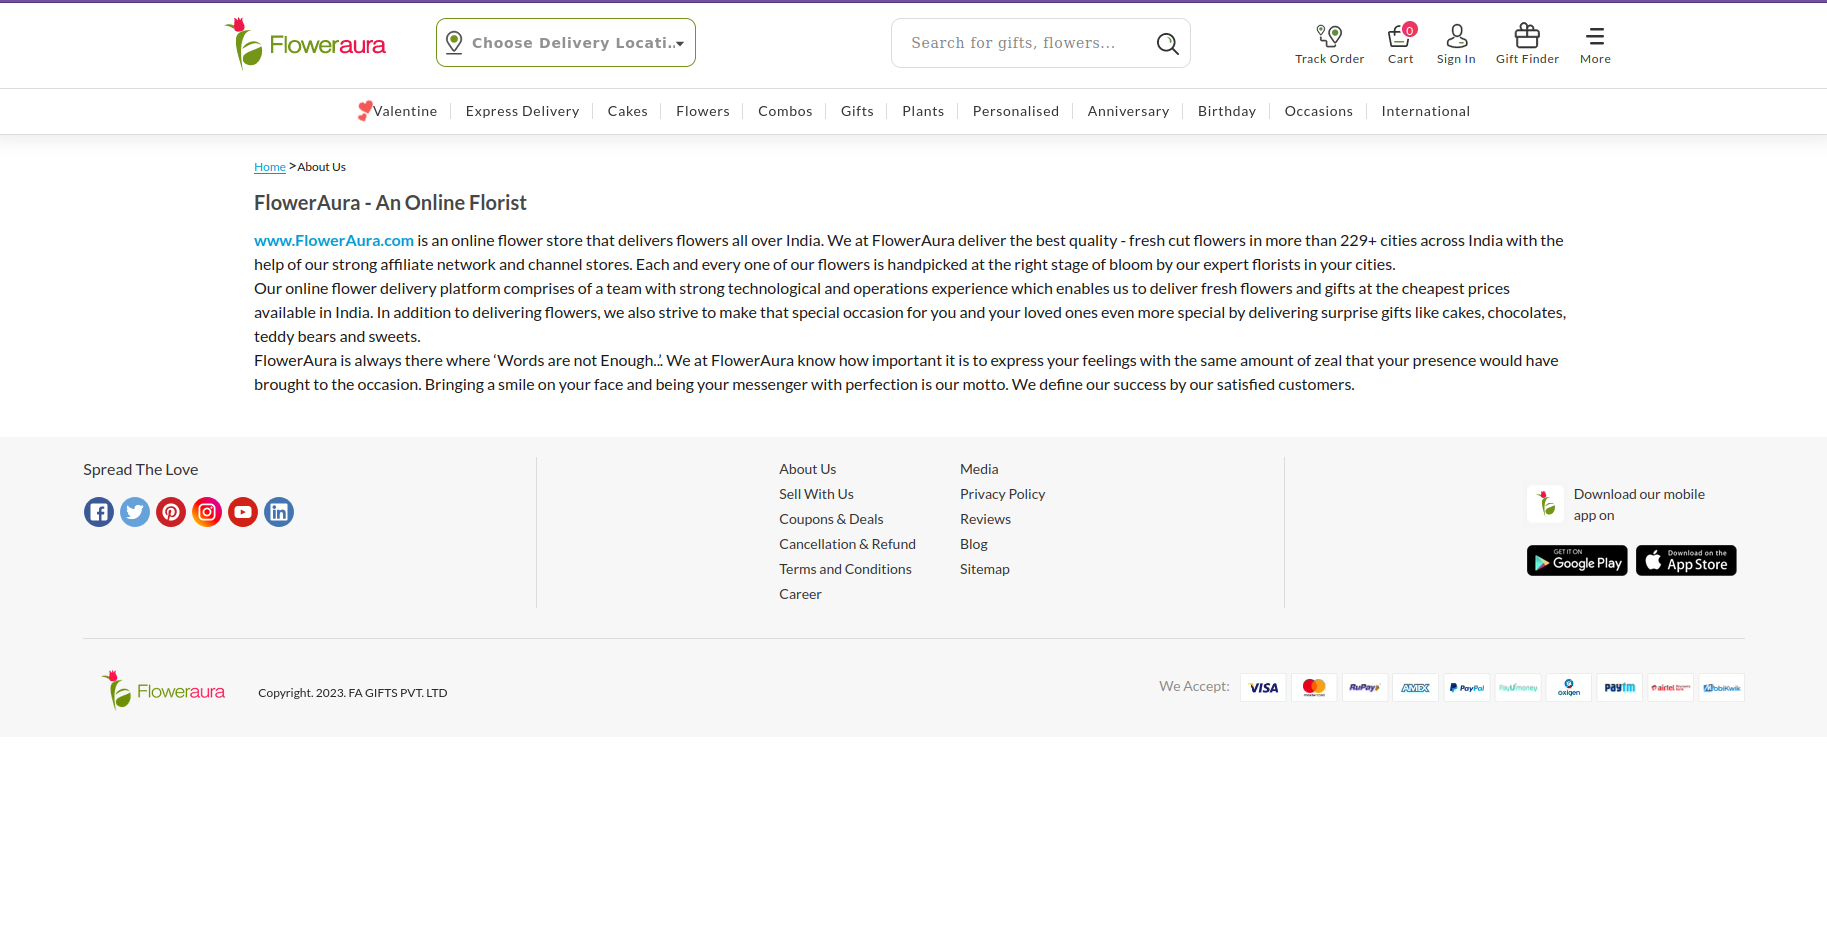 Floweraura
Choose Delivery Locati..
Search for gifts, flowers...
Track Order
0
Cart
Sign In
Gift Finder
More
Valentine
Express Delivery
Cakes
Flowers
Combos
Gifts
Plants
Personalised
Anniversary
Birthday
Occasions
International
Home > About Us
FlowerAura - An Online Florist
www.FlowerAura.com is an online flower store that delivers flowers all over India. We at FlowerAura deliver the best quality - fresh cut flowers in more than 229+ cities across India with the
help of our strong affiliate network and channel stores. Each and every one of our flowers is handpicked at the right stage of bloom by our expert florists in your cities.
Our online flower delivery platform comprises of a team with strong technological and operations experience which enables us to deliver fresh flowers and gifts at the cheapest prices
available in India. In addition to delivering flowers, we also strive to make that special occasion for you and your loved ones even more special by delivering surprise gifts like cakes, chocolates,
teddy bears and sweets.
FlowerAura is always there where ‘Words are not Enough..’. We at FlowerAura know how important it is to express your feelings with the same amount of zeal that your presence would have
brought to the occasion. Bringing a smile on your face and being your messenger with perfection is our motto. We define our success by our satisfied customers.
Spread The Love
About Us
Sell With Us
Coupons & Deals
Cancellation & Refund
Terms and Conditions
Career
Media
Privacy Policy
Reviews
Blog
Sitemap
Download our mobile
app on
GET IT ON
Google Play
Download on the
App Store
Floweraura
Copyright. 2023. FA GIFTS PVT. LTD
We Accept:
VISA
RuPay
AMEX
PayPal
PayUmoney
oxigen
paytm
airtel
MobiKwik